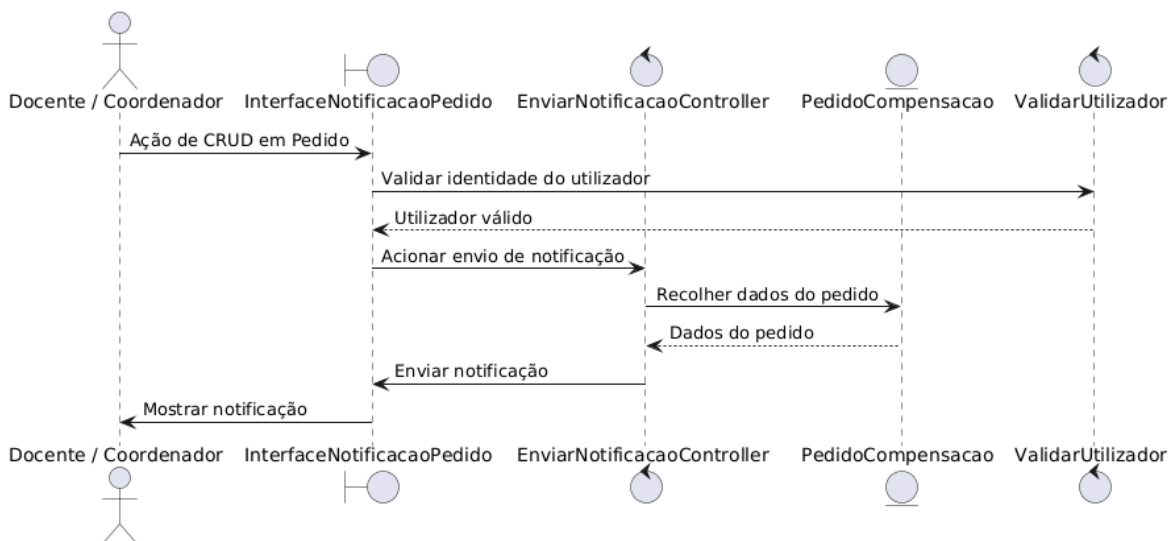 Docente / Coordenador InterfaceNotificacaoPedido EnviarNotificacaoController PedidoCompensacao ValidarUtilizador
Ação de CRUD em Pedido
Validar identidade do utilizador
Utilizador válido
Acionar envio de notificação
Recolher dados do pedido
Dados do pedido
Enviar notificação
Mostrar notificação
Docente / Coordenador InterfaceNotificacaoPedido EnviarNotificacaoController PedidoCompensacao ValidarUtilizador